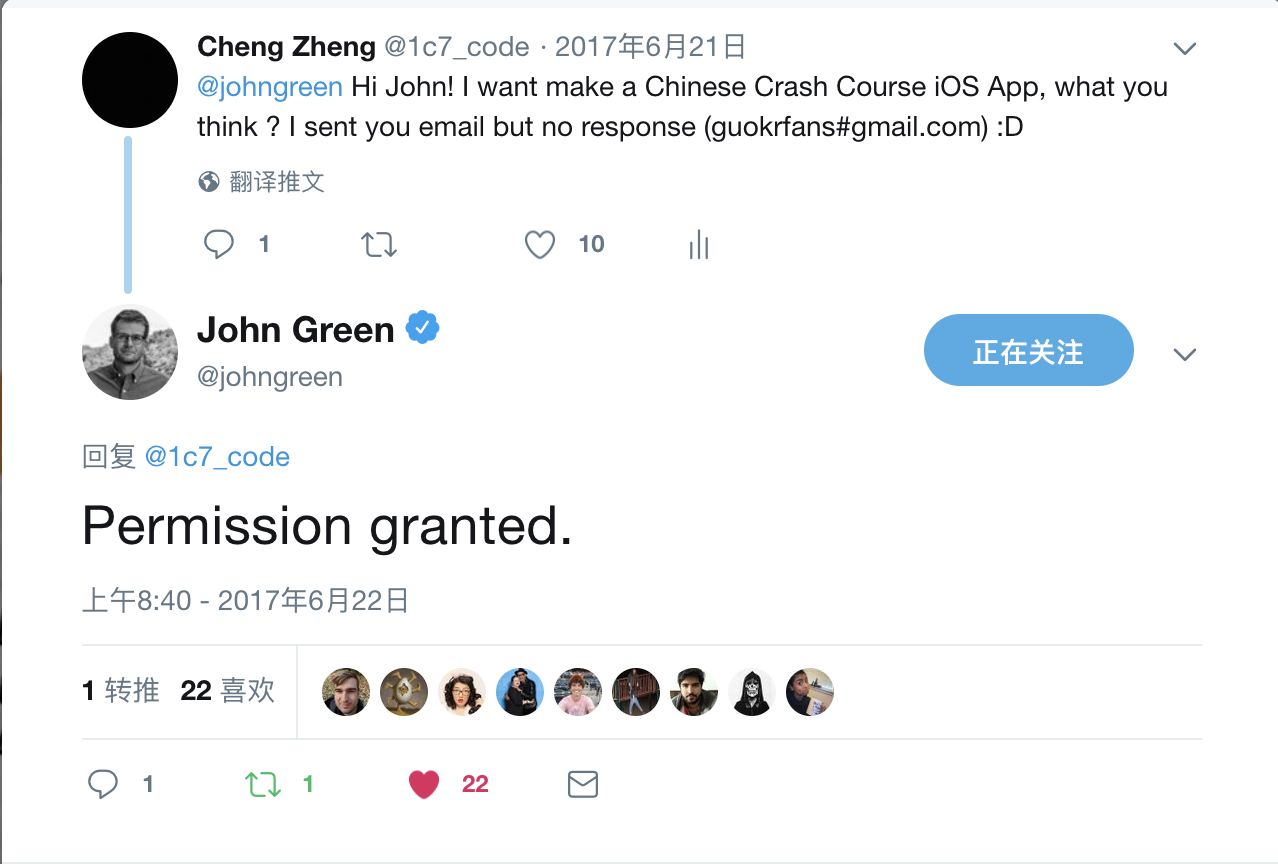 Cheng Zheng @1c7_code · 2017年6月21日
@johngreen Hi John! I want make a Chinese Crash Course iOS App, what you
think ? I sent you email but no response (guokrfans#gmail.com) :D
翻译推文
1 10
John Green
正在关注
@johngreen
回复 @1c7_code
Permission granted.
上午8:40 - 2017年6月22日
1 转推 22 喜欢
1 1 22